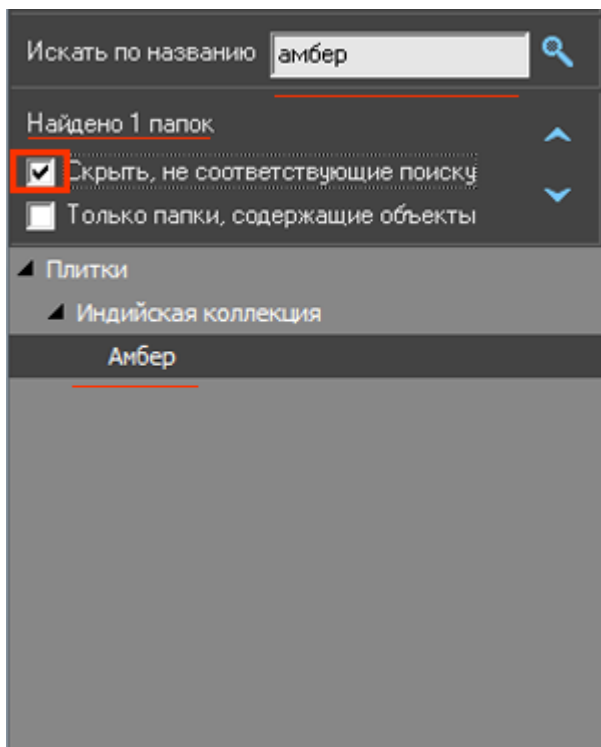 Искать по названию амбер
Найдено 1 папок
Скрыть, не соответствующие поиску
Только папки, содержащие объекты
Плитки
Индийская коллекция
Амбер